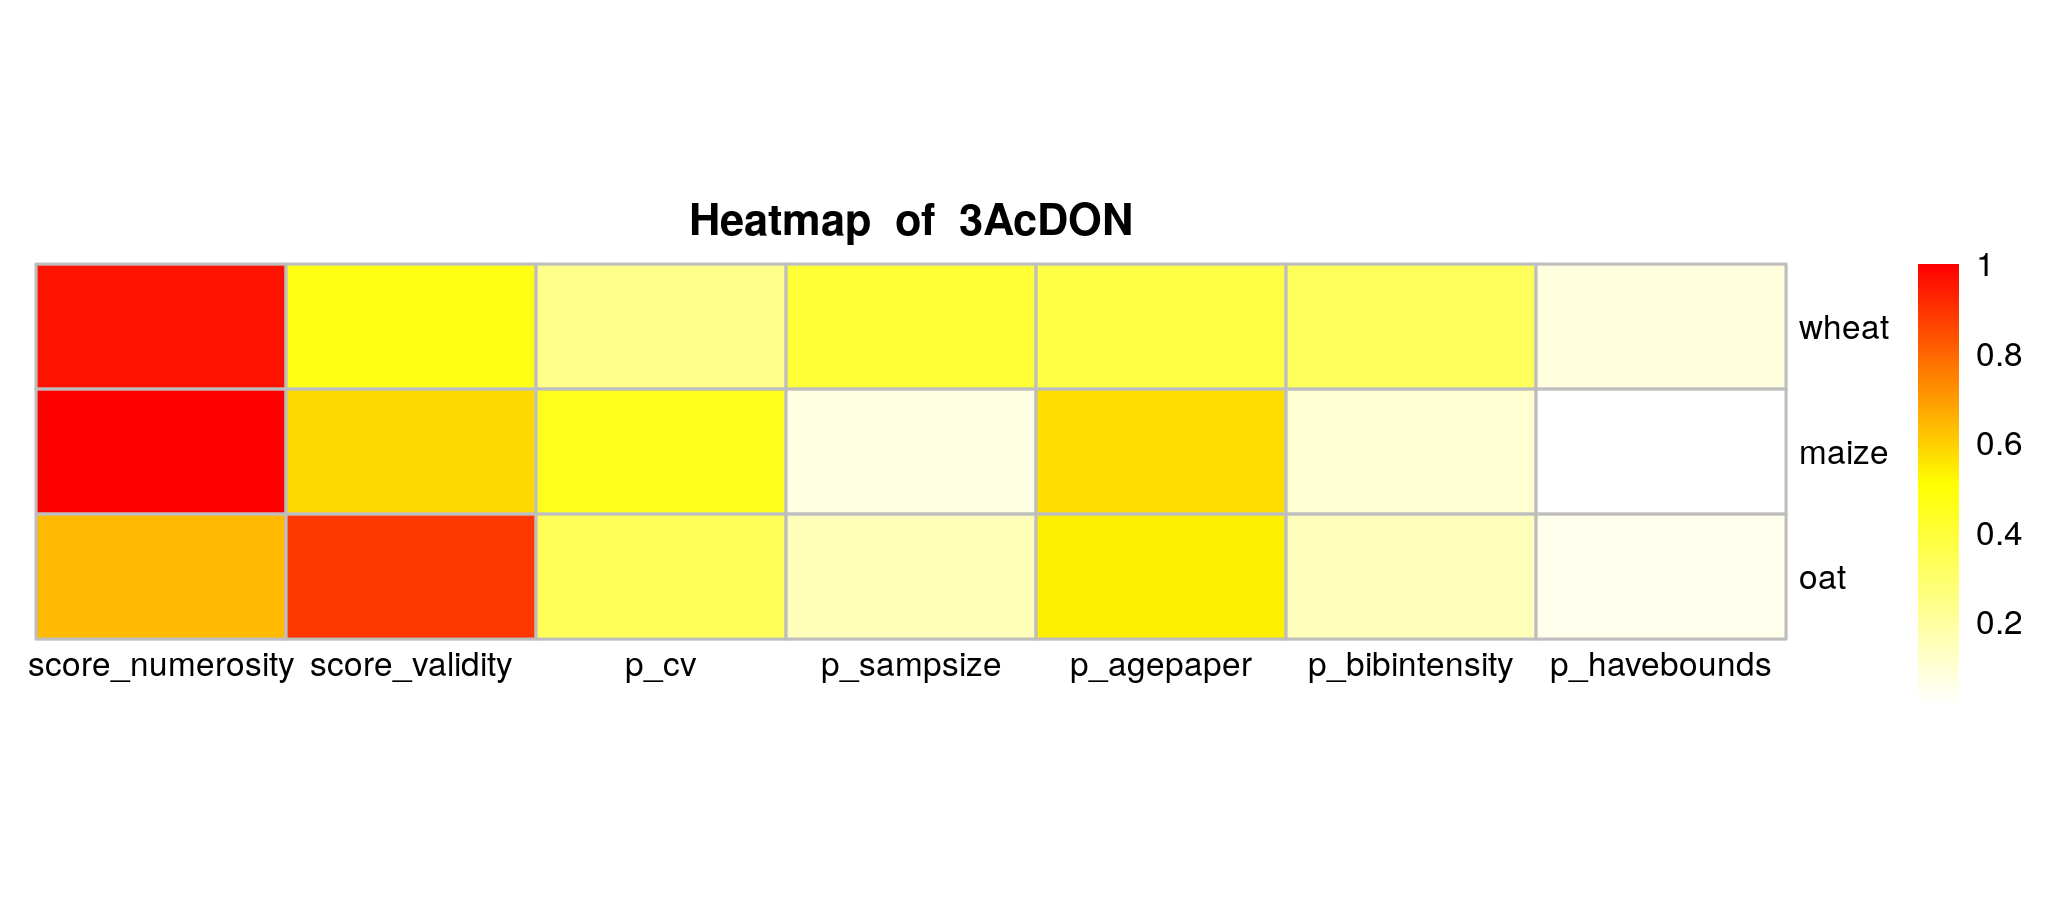 Heatmap of 3AcDON
1
wheat
0.8
0.6
maize
0.4
oat
0.2
score_numerosity score_validity p_cv p_sampsize p_agepaper p_bibintensity p_havebounds